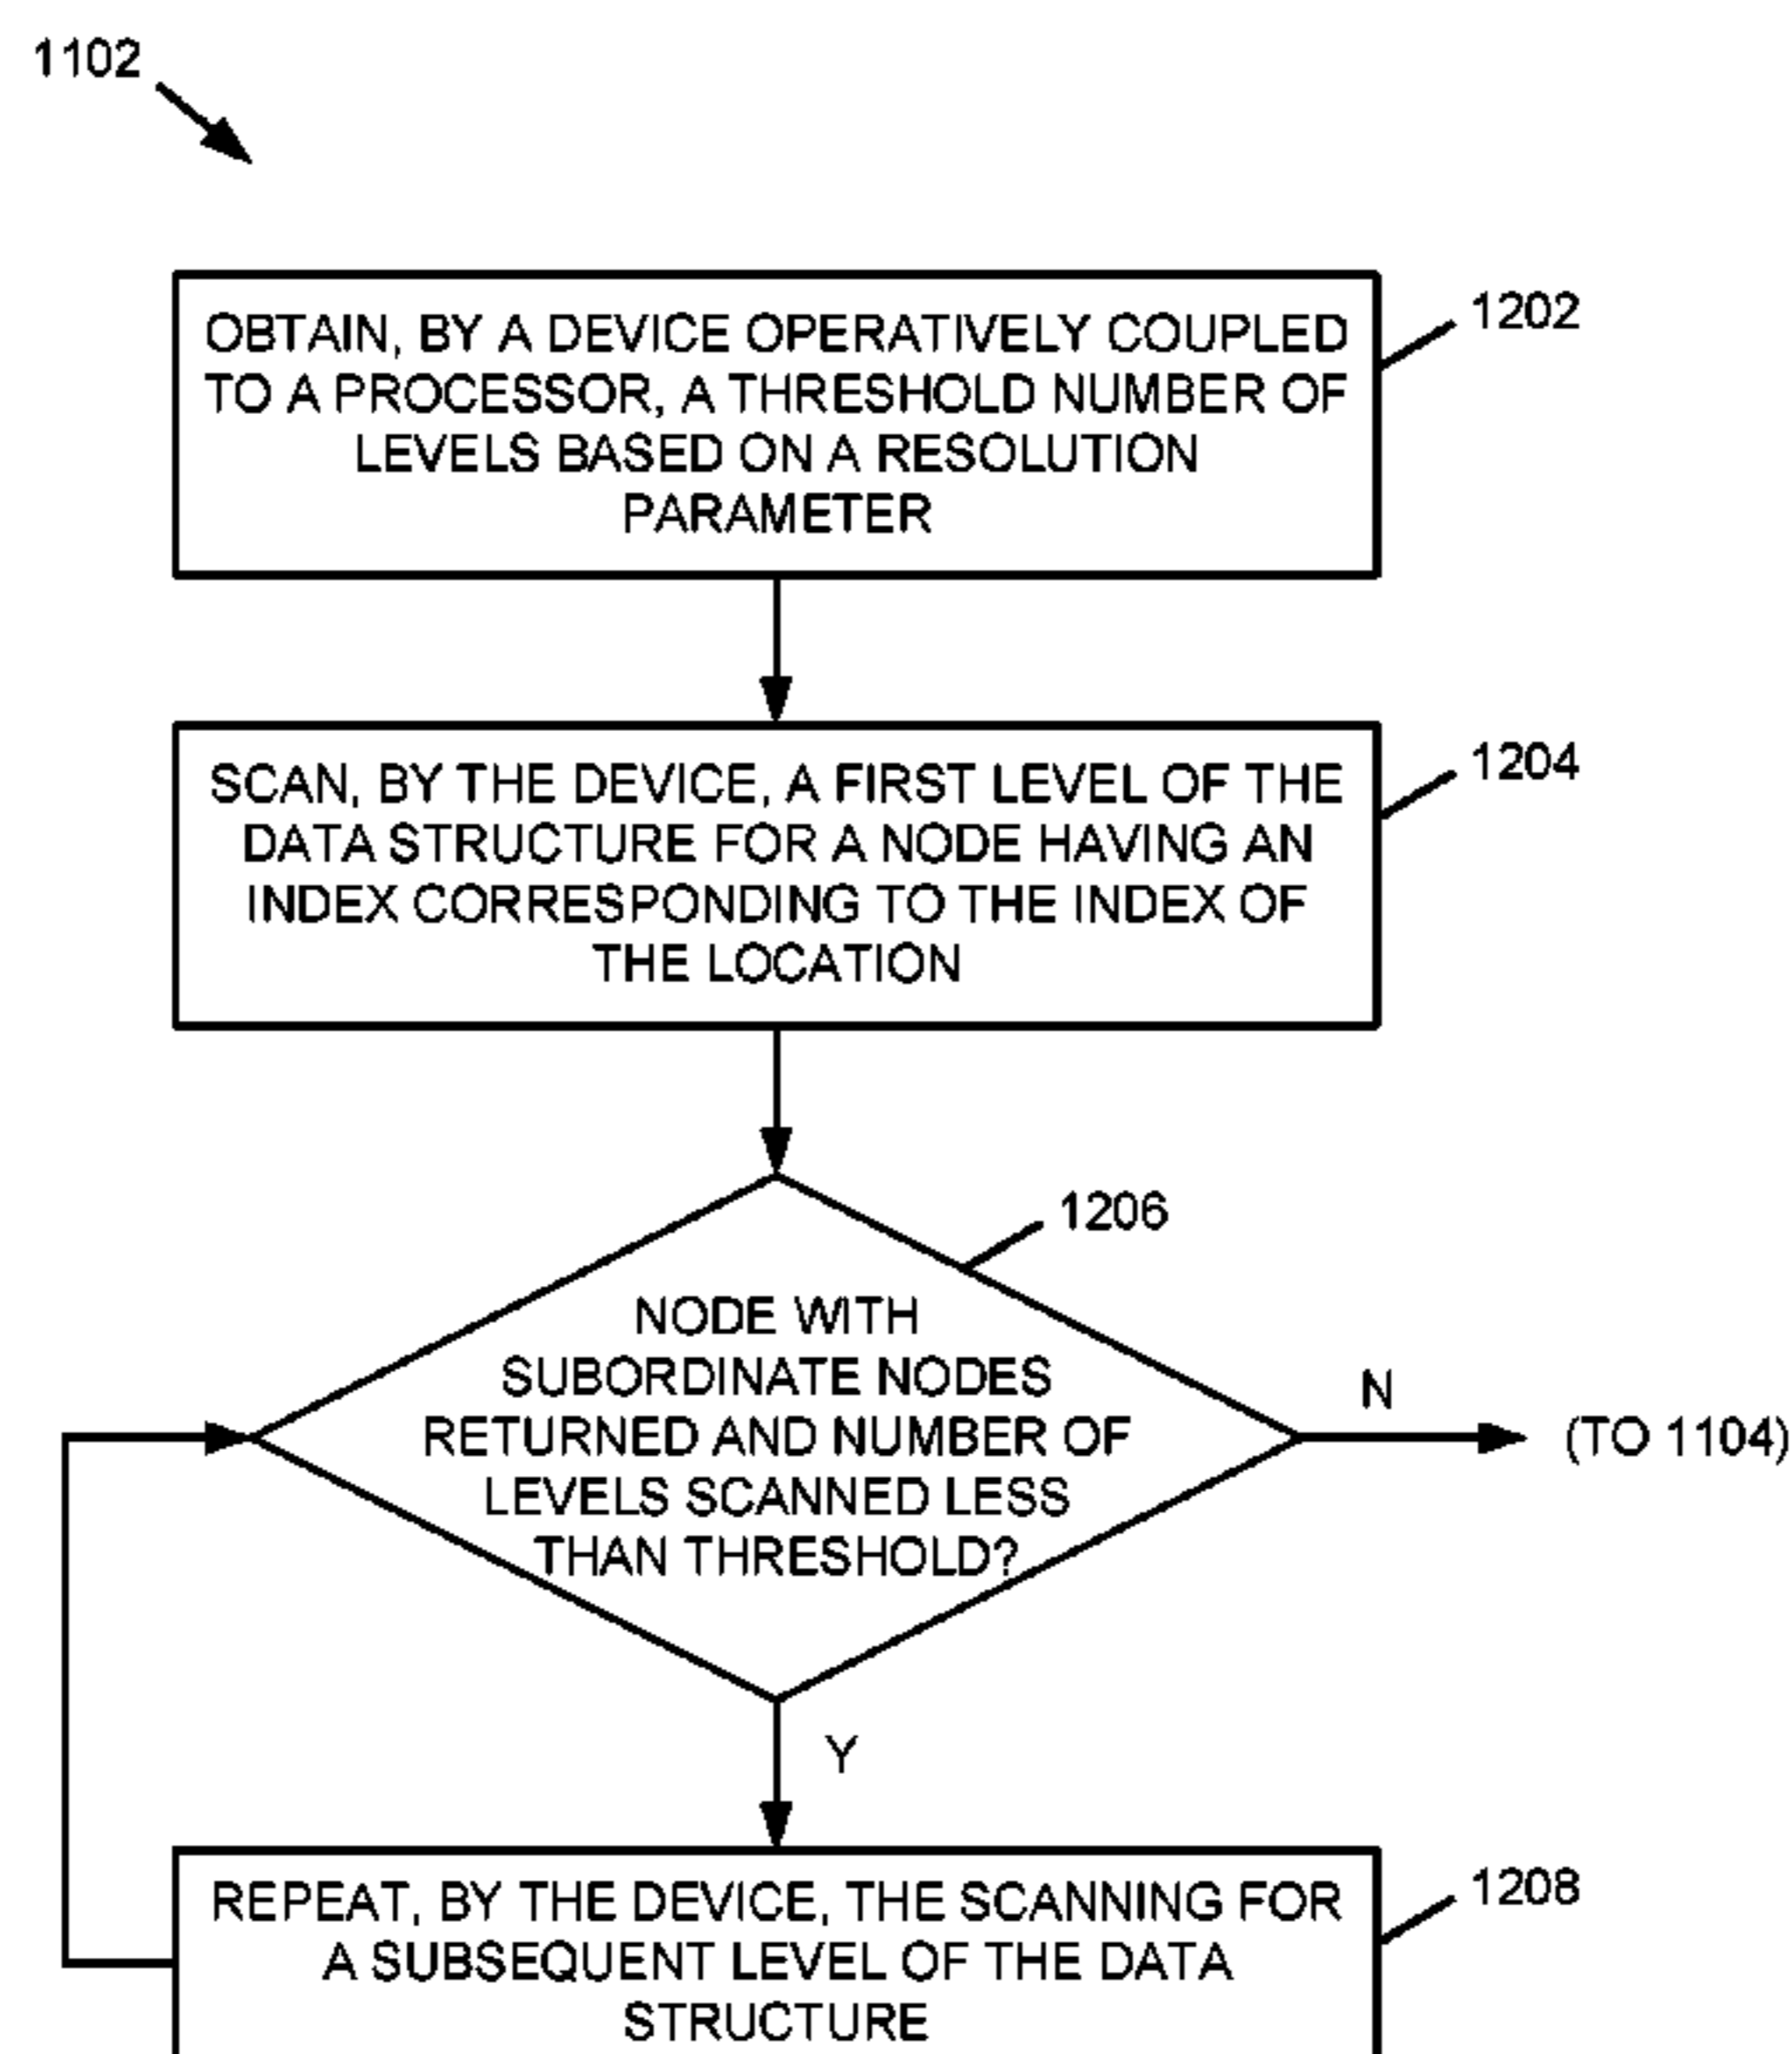 1102
OBTAIN, BY A DEVICE OPERATIVELY COUPLED
TO A PROCESSOR, A THRESHOLD NUMBER OF
LEVELS BASED ON A RESOLUTION
PARAMETER
1202
SCAN, BY THE DEVICE, A FIRST LEVEL OF THE
DATA STRUCTURE FOR A NODE HAVING AN
INDEX CORRESPONDING TO THE INDEX OF
THE LOCATION
1204
1206
NODE WITH
SUBORDINATE NODES
RETURNED AND NUMBER OF
LEVELS SCANNED LESS
THAN THRESHOLD?
N
(TO 1104)
Y
REPEAT, BY THE DEVICE, THE SCANNING FOR
A SUBSEQUENT LEVEL OF THE DATA
STRUCTURE
1208